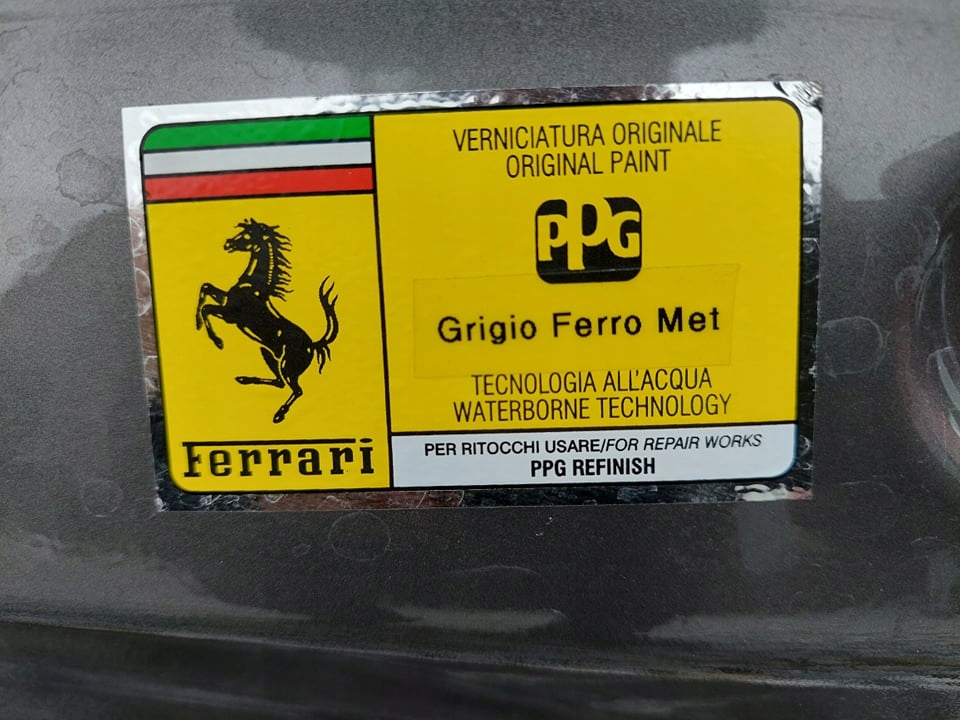 Ferrari
VERNICIATURA ORIGINALE
ORIGINAL PAINT
PPG
Grigio Ferro Met
TECNOLOGIA ALL'ACQUA
WATERBORNE TECHNOLOGY
PER RITOCCHI USARE/FOR REPAIR WORKS
PPG REFINISH